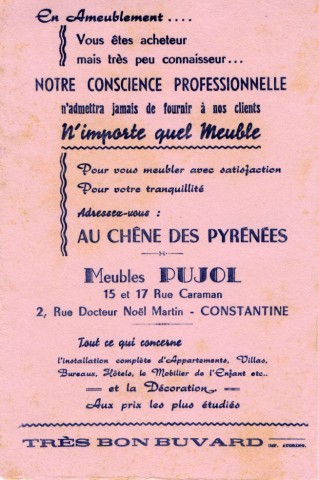 En Ameublement....
Vous êtes acheteur
mais très peu connaisseur...
NOTRE CONSCIENCE PROFESSIONNELLE
n'admettra jamais de fournir à nos clients
N'importe quel Meuble
Pour vous meubler avec satisfaction
Pour votre tranquillité
Adressez-vous :
AU CHÊNE DES PYRÉNÉES
Meubles PUJOL
15 et 17 Rue Caraman
2, Rue Docteur Noël Martin - CONSTANTINE
Tout ce qui concerne
l'installation complète d'Appartements, Villas,
Bureaux, Hôtels, le Mobilier de l'Enfant etc..
et la Décoration
Aux prix les plus étudiés
TRÈS BON BUVARD
IMP.